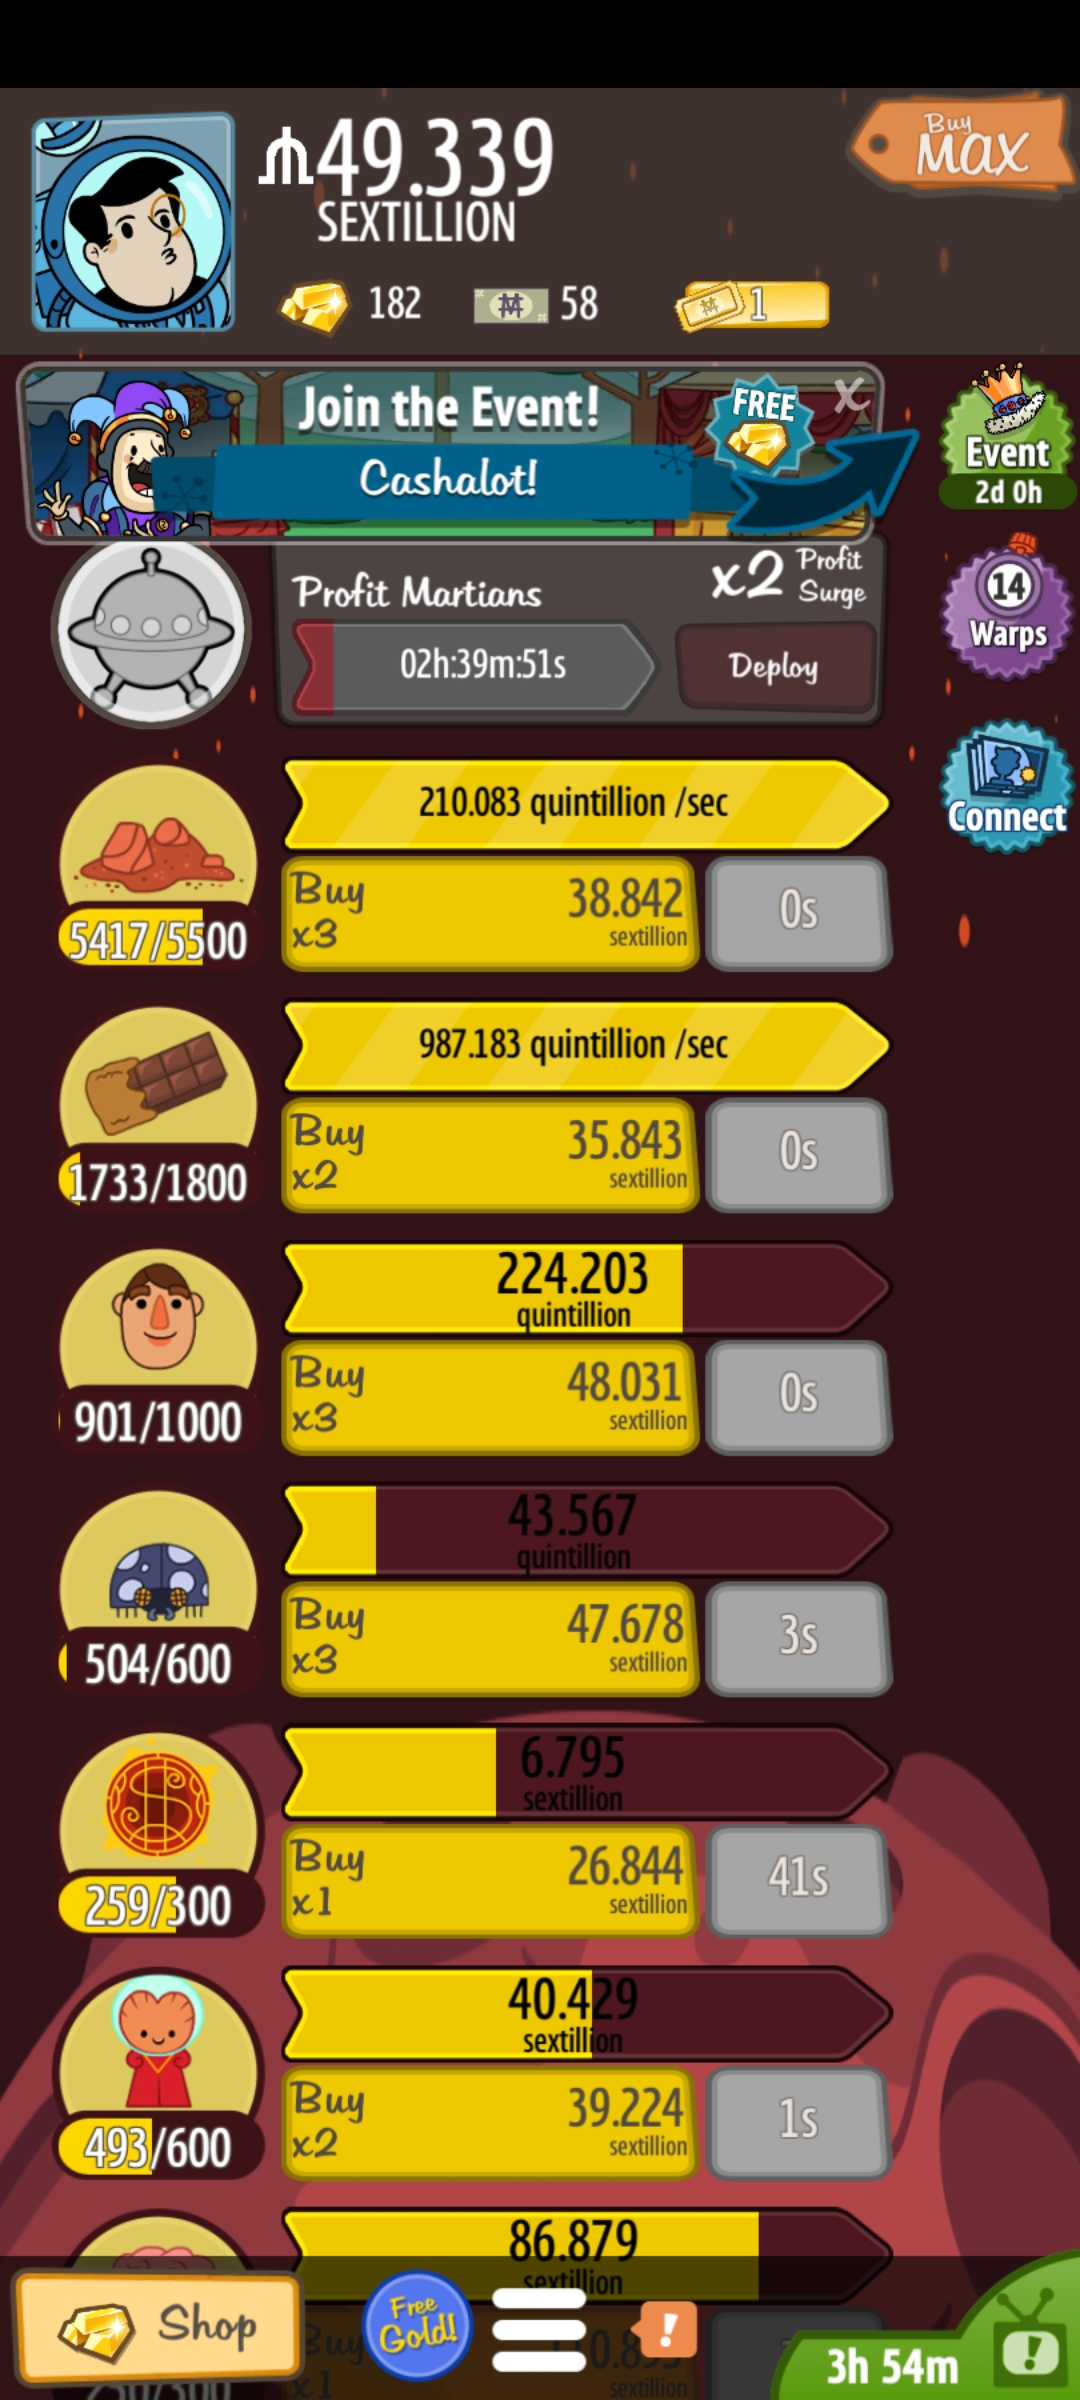 49.339
SEXTILLION
Buy
MAX
182
58
1
Join the Event!
FREE
X
Cashalot!
Event
2d 0h
Profit Martians
x2 Profit Surge
02h:39m:51s
Deploy
14
Warps
Connect
210.083 quintillion /sec
Buy
x3
38.842
sextillion
0s
5417/5500
987.183 quintillion /sec
Buy
x2
35.843
sextillion
0s
1733/1800
224.203
quintillion
Buy
x3
48.031
sextillion
0s
901/1000
43.567
quintillion
Buy
x3
47.678
sextillion
3s
504/600
6.795
sextillion
Buy
x1
26.844
sextillion
41s
259/300
40.429
sextillion
Buy
x2
39.224
sextillion
1s
493/600
86.879
sextillion
Shop
Free
Gold!
!
Buy
x1
sextillion
3h 54m
!